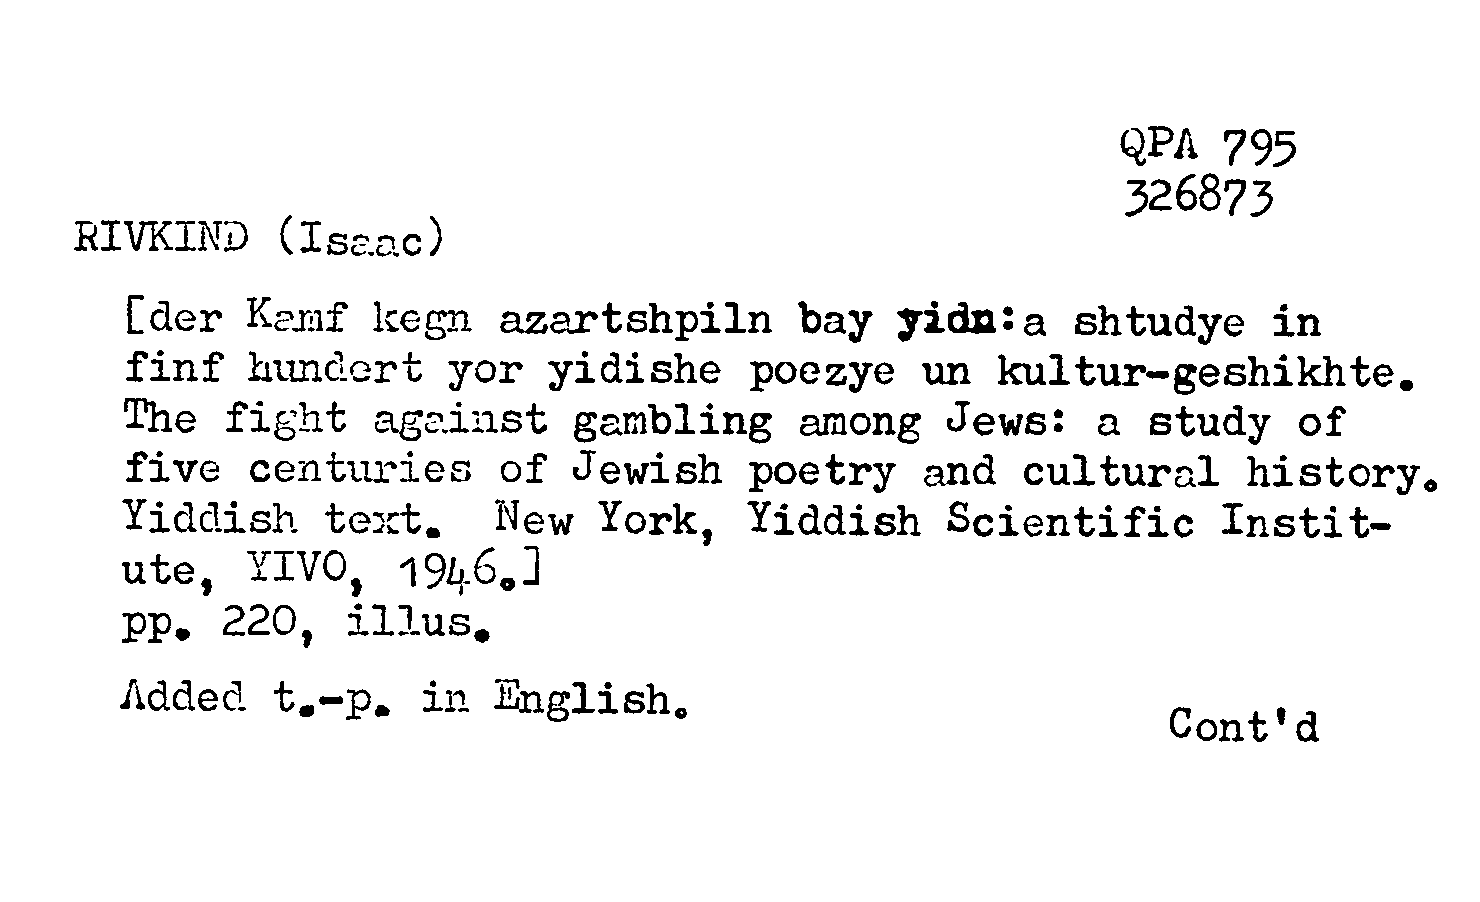 QPA 795
326873
RIVKIND (Isaac)
[der Kamf kegn azartshpiln bay yidn: a shtudye in
finf hundert yor yidishe poezye un kultur-geshikhte.
The fight against gambling among Jews: a study of
five centuries of Jewish poetry and cultural history.
Yiddish text. New York, Yiddish Scientific Instit-
ute, YIVO, 1946.]
pp. 220, illus.
Added t.-p. in English.
Cont'd